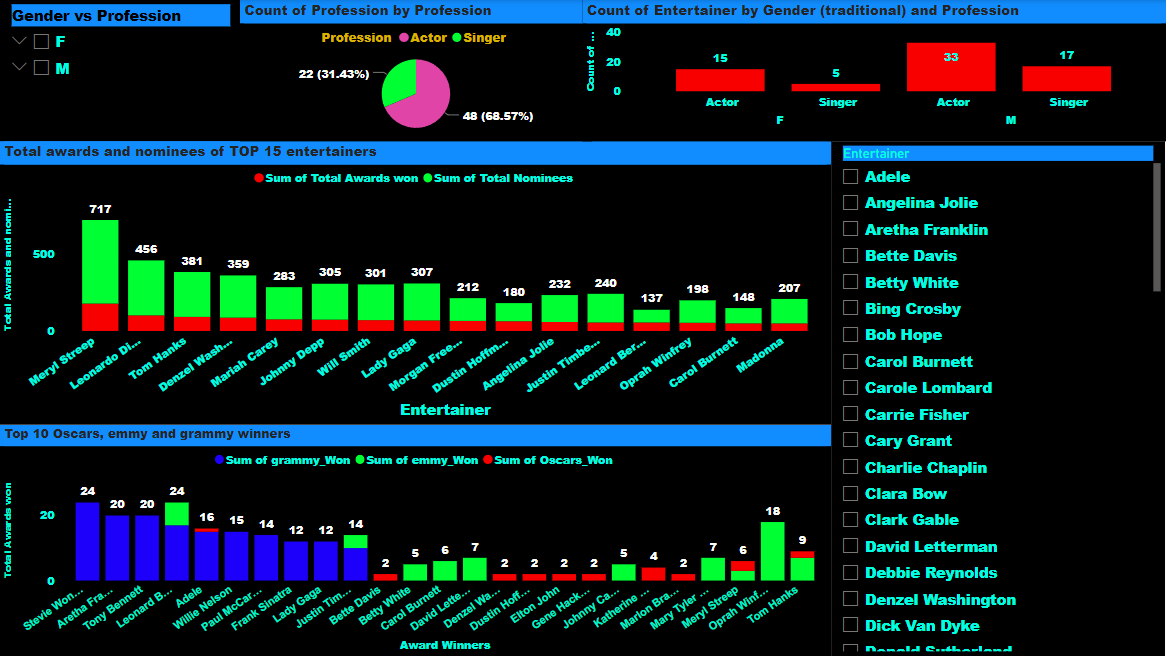 Gender vs Profession
F
M
Count of Profession by Profession
Profession Actor Singer
22 (31.43%)
48 (68.57%)
Count of Entertainer by Gender (traditional) and Profession
Count of ...
40
20
0
15
5
33
17
Actor Singer Actor Singer
F M
Total awards and nominees of TOP 15 entertainers
Sum of Total Awards won Sum of Total Nominees
Total Awards and nomi...
500
0
717 456 381 359 283 305 301 307 212 180 232 240 137 198 148 207
Meryl Streep
Leonardo Di...
Tom Hanks
Denzel Wash...
Mariah Carey
Johnny Depp
Will Smith
Lady Gaga
Morgan Free...
Dustin Hoffm...
Angelina Jolie
Justin Timbe...
Leonard Ber...
Oprah Winfrey
Carol Burnett
Madonna
Entertainer
Top 10 Oscars, emmy and grammy winners
Sum of grammy_Won Sum of emmy_Won Sum of Oscars_Won
Total Awards won
20
0
24 20 20 24 16 15 14 12 12 14 2 5 6 7 2 2 2 2 5 4 2 7 6 18 9
Stevie Won...
Aretha Fra...
Tony Bennett
Leonard B...
Adele
Willie Nelson
Paul McCar...
Frank Sinatra
Lady Gaga
Justin Tim...
Bette Davis
Betty White
Carol Burnett
David Lette...
Denzel Wa...
Dustin Hoff...
Elton John
Gene Hack...
Johnny Ca...
Katherine ...
Marlon Bra...
Mary Tyler ...
Meryl Streep
Oprah Winf...
Tom Hanks
Award Winners
Entertainer
Adele
Angelina Jolie
Aretha Franklin
Bette Davis
Betty White
Bing Crosby
Bob Hope
Carol Burnett
Carole Lombard
Carrie Fisher
Cary Grant
Charlie Chaplin
Clara Bow
Clark Gable
David Letterman
Debbie Reynolds
Denzel Washington
Dick Van Dyke
Donald Sutherland